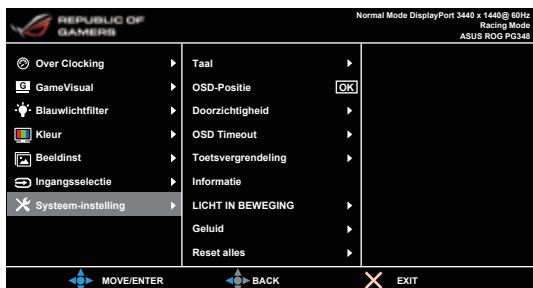 REPUBLIC OF
GAMERS
Normal Mode DisplayPort 3440 x 1440@ 60Hz
Racing Mode
ASUS ROG PG348
Over Clocking
GameVisual
Blauwlichtfilter
Kleur
Beeldinst
Ingangsselectie
Systeem-instelling
Taal
OSD-Positie OK
Doorzichtigheid
OSD Timeout
Toetsvergrendeling
Informatie
LICHT IN BEWEGING
Geluid
Reset alles
MOVE/ENTER BACK EXIT